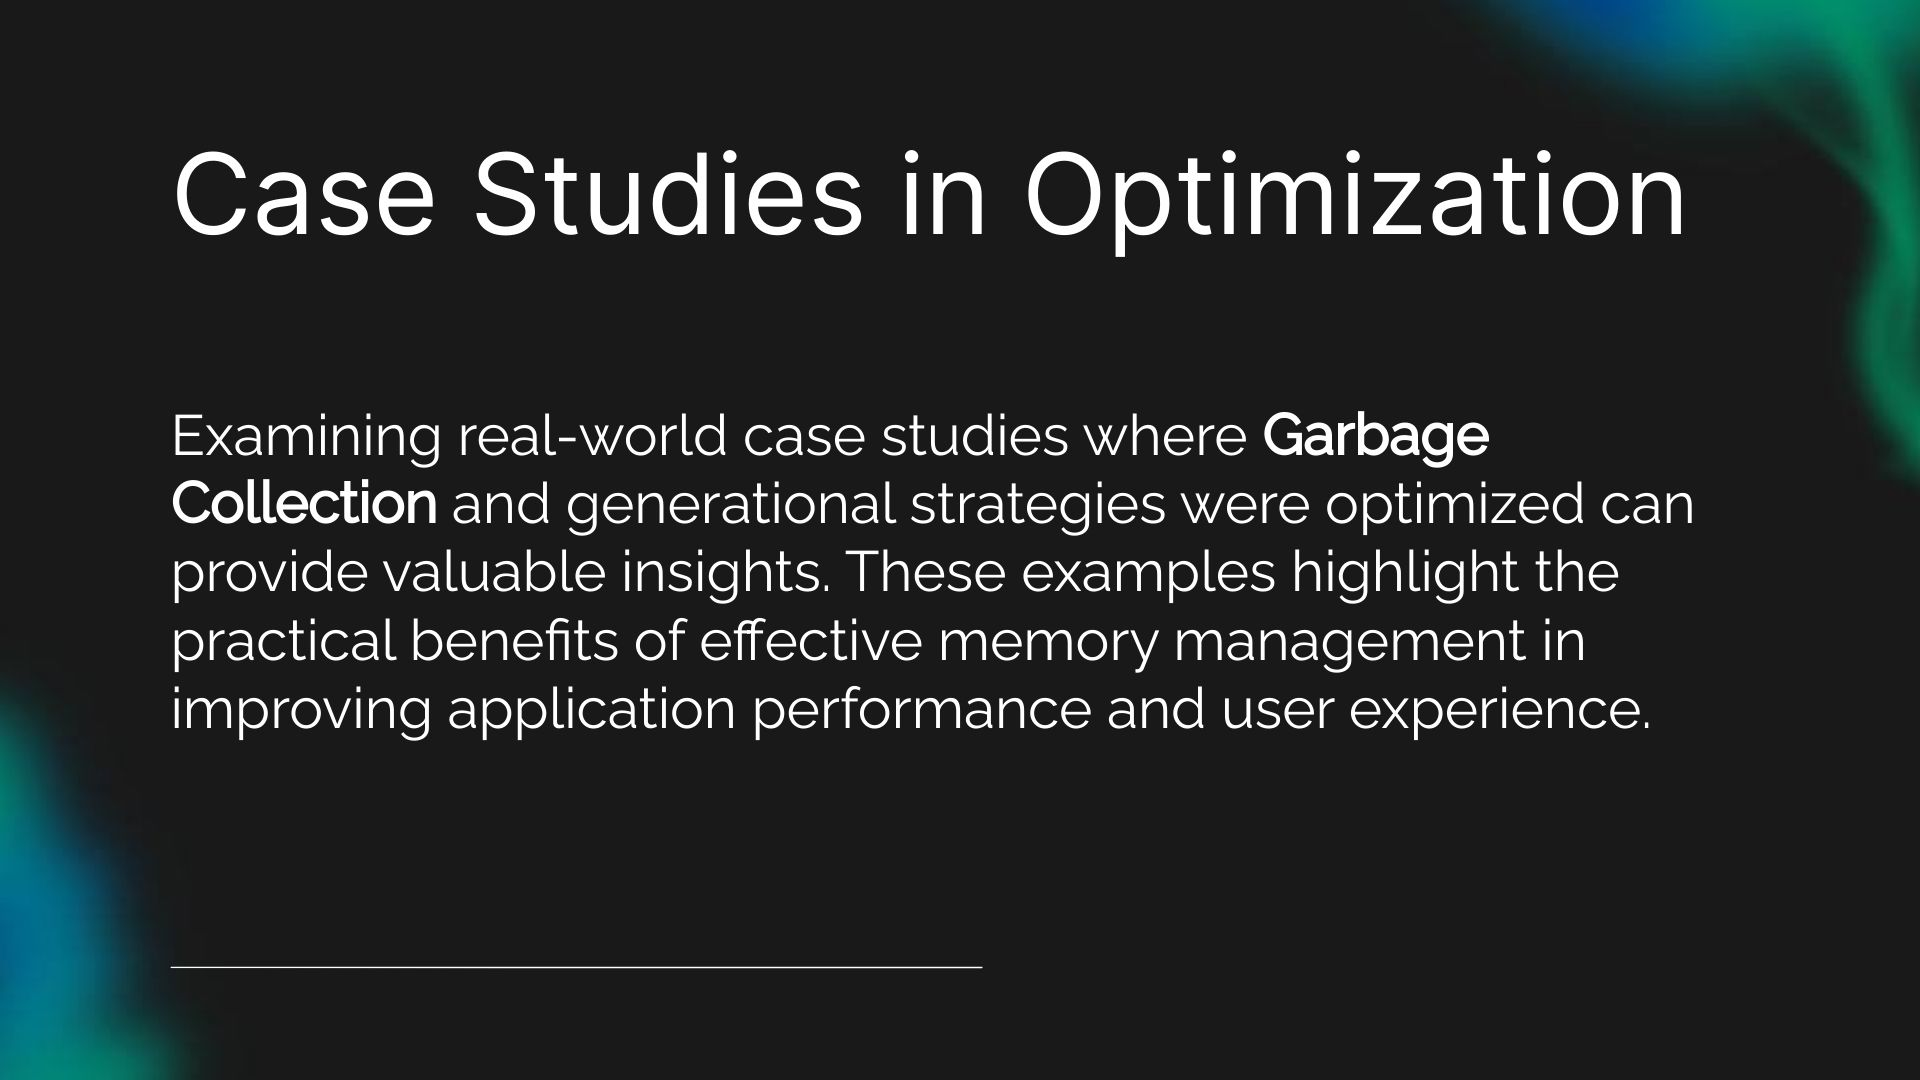 Case Studies in Optimization
Examining real-world case studies where Garbage
Collection and generational strategies were optimized can
provide valuable insights. These examples highlight the
practical benefits of effective memory management in
improving application performance and user experience.